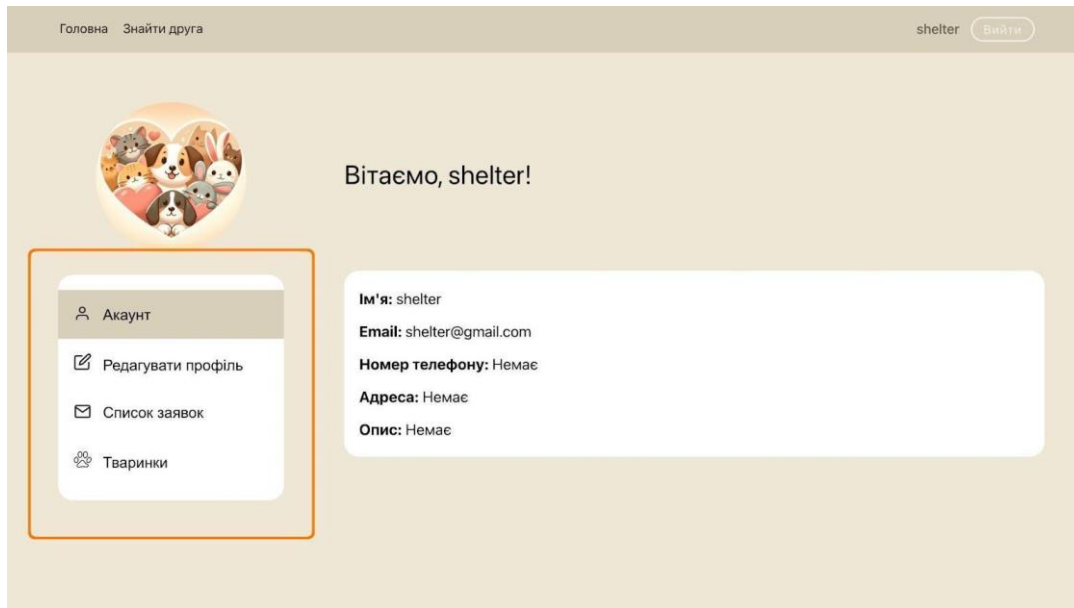 Головна Знайти друга shelter Вийти
Вітаємо, shelter!
Акаунт
Редагувати профіль
Список заявок
Тваринки
Ім'я: shelter
Email: shelter@gmail.com
Номер телефону: Немає
Адреса: Немає
Опис: Немає